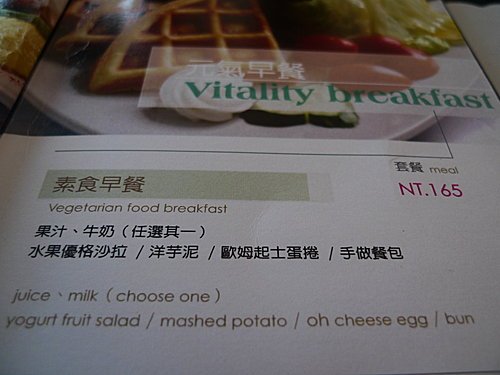 元氣早餐
Vitality breakfast
套餐 meal
素食早餐
NT.165
Vegetarian food breakfast
果汁、牛奶（任選其一）
水果優格沙拉 / 洋芋泥 / 歐姆起士蛋捲 / 手做餐包
juice、milk（choose one）
yogurt fruit salad / mashed potato / oh cheese egg / bun